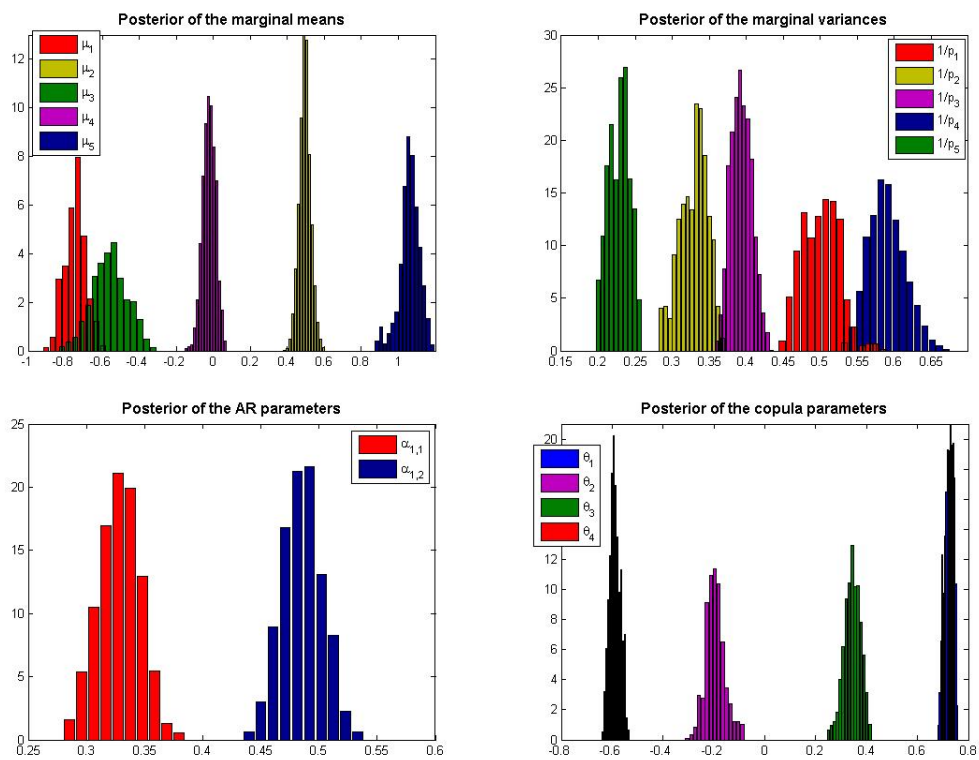 Posterior of the marginal means
μ1
μ2
μ3
μ4
μ5
12
10
8
6
4
2
0
-1 -0.8 -0.6 -0.4 -0.2 0 0.2 0.4 0.6 0.8 1
Posterior of the marginal variances
1/p1
1/p2
1/p3
1/p4
1/p5
30
25
20
15
10
5
0
0.15 0.2 0.25 0.3 0.35 0.4 0.45 0.5 0.55 0.6 0.65
Posterior of the AR parameters
α1,1
α1,2
25
20
15
10
5
0
0.25 0.3 0.35 0.4 0.45 0.5 0.55 0.6
Posterior of the copula parameters
θ1
θ2
θ3
θ4
20
18
16
14
12
10
8
6
4
2
0
-0.8 -0.6 -0.4 -0.2 0 0.2 0.4 0.6 0.8